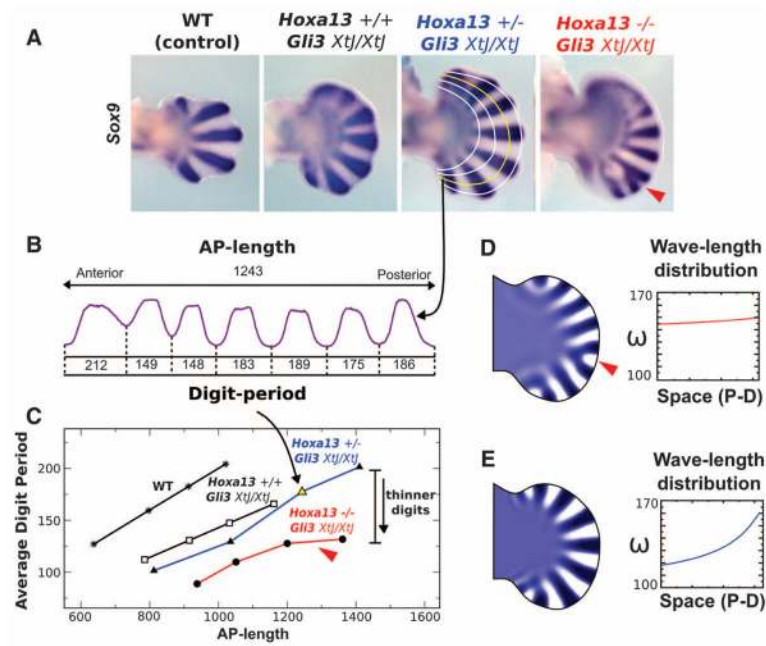 A
WT
(control)
Hoxa13 +/+
Gli3 XtJ/XtJ
Hoxa13 +/-
Gli3 XtJ/XtJ
Hoxa13 -/-
Gli3 XtJ/XtJ
Sox9
B
AP-length
Anterior
1243
Posterior
212 149 148 183 189 175 186
Digit-period
C
Average Digit Period
200
150
125
100
WT
Hoxa13 +/+
Gli3 XtJ/XtJ
Hoxa13 +/-
Gli3 XtJ/XtJ
Hoxa13 -/-
Gli3 XtJ/XtJ
thinner
digits
600 800 1000 1200 1400 1600
AP-length
D
Wave-length
distribution
170
ω
100
Space (P-D)
E
Wave-length
distribution
170
ω
100
Space (P-D)